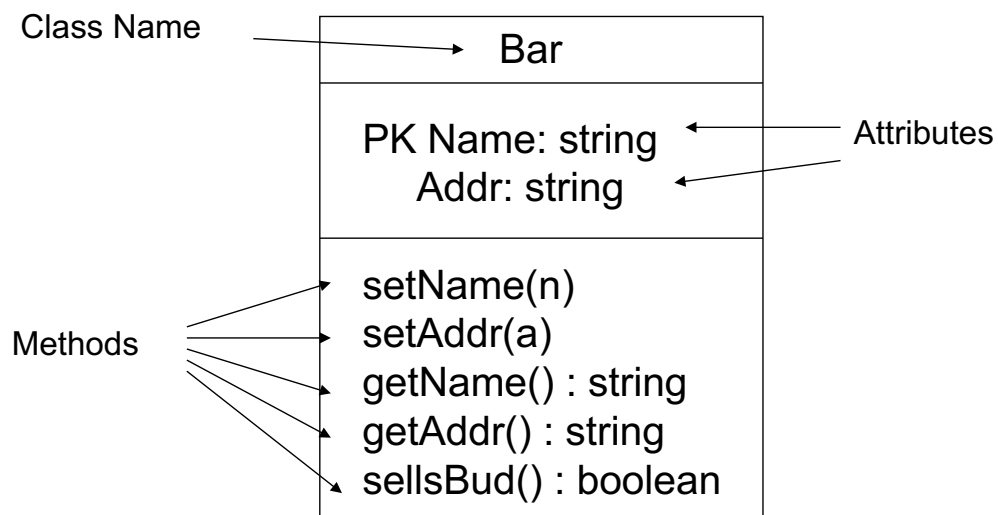 Class Name
Bar
PK Name: string
Addr: string
Attributes
Methods
setName(n)
setAddr(a)
getName() : string
getAddr() : string
sellsBud() : boolean